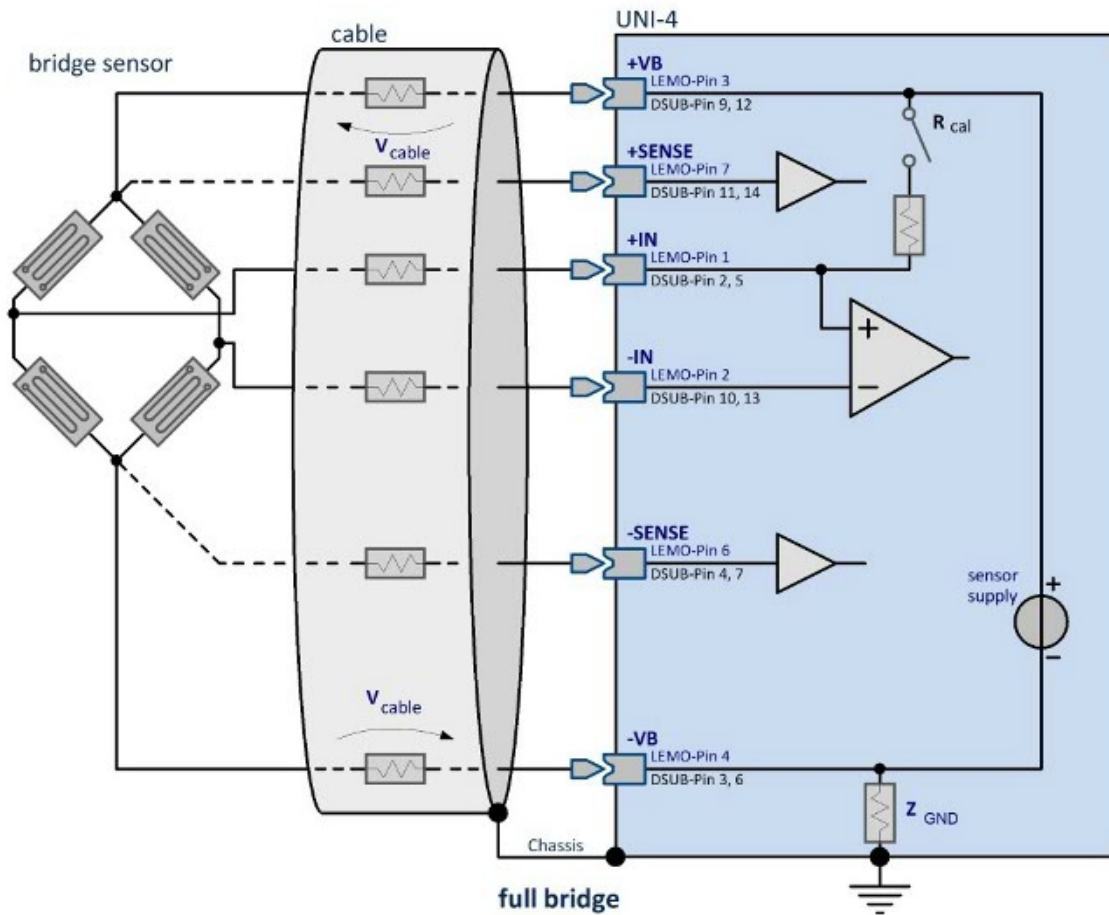 UNI-4
cable
bridge sensor
+VB
LEMO-Pin 3
DSUB-Pin 9, 12
R cal
V cable
+SENSE
LEMO-Pin 7
DSUB-Pin 11, 14
+IN
LEMO-Pin 1
DSUB-Pin 2, 5
+
-IN
LEMO-Pin 2
DSUB-Pin 10, 13
−
-SENSE
LEMO-Pin 6
DSUB-Pin 4, 7
sensor
supply
+
−
V cable
-VB
LEMO-Pin 4
DSUB-Pin 3, 6
Z GND
Chassis
full bridge